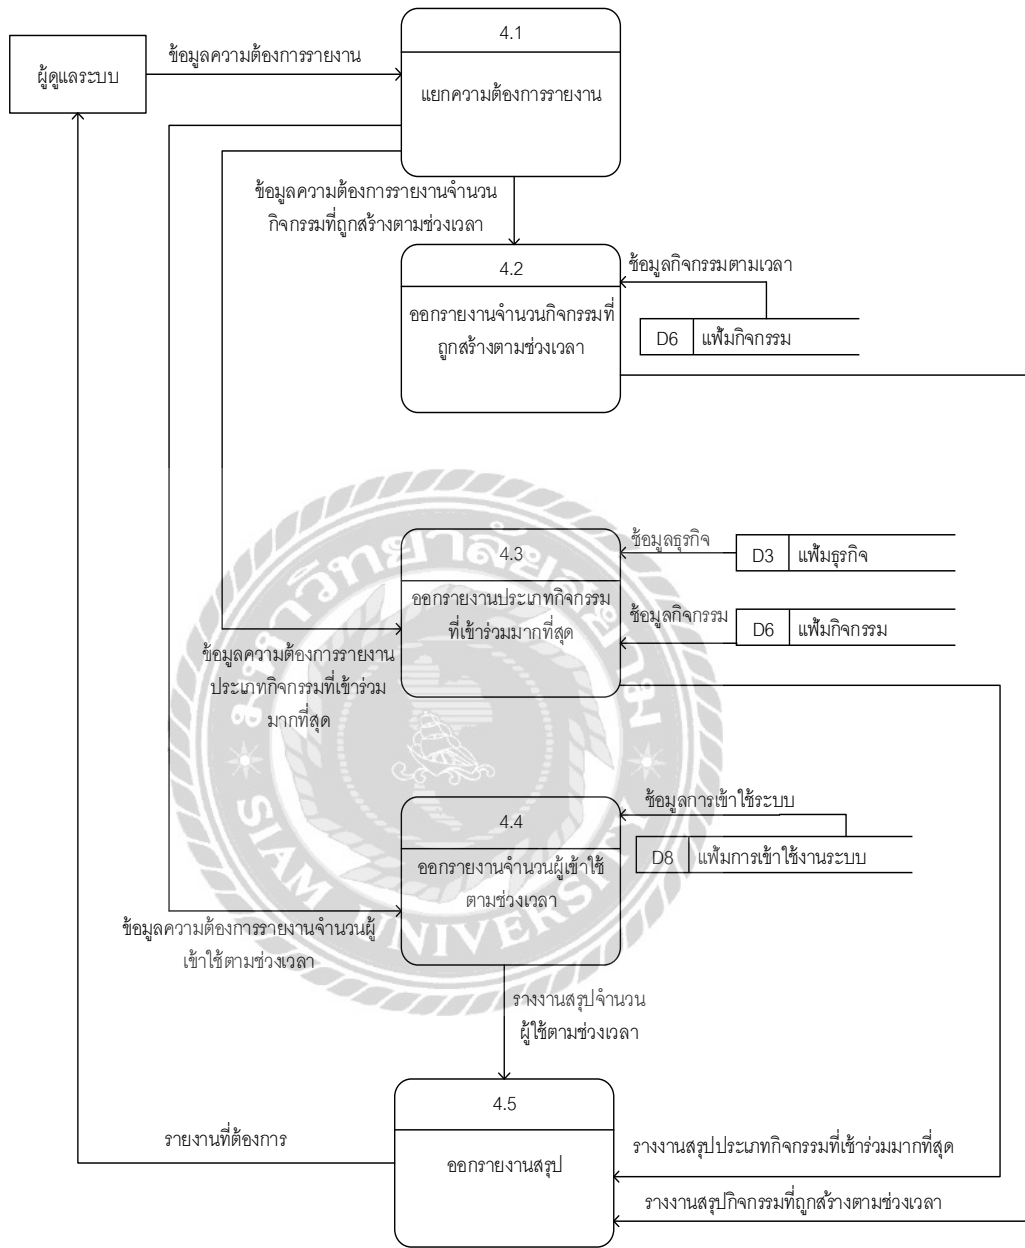 4.1
ผู้ดูแลระบบ
ข้อมูลความต้องการรายงาน
แยกความต้องการรายงาน
ข้อมูลความต้องการรายงานจำนวน
กิจกรรมที่ถูกสร้างตามช่วงเวลา
4.2
ข้อมูลกิจกรรมตามเวลา
ออกรายงานจำนวนกิจกรรมที่
ถูกสร้างตามช่วงเวลา
D6 แฟ้มกิจกรรม
4.3
ข้อมูลธุรกิจ
D3 แฟ้มธุรกิจ
ออกรายงานประเภทกิจกรรม
ที่เข้าร่วมมากที่สุด
ข้อมูลกิจกรรม
D6 แฟ้มกิจกรรม
ข้อมูลความต้องการรายงาน
ประเภทกิจกรรมที่เข้าร่วม
มากที่สุด
4.4
ข้อมูลการเข้าใช้ระบบ
D8 แฟ้มการเข้าใช้งานระบบ
ออกรายงานจำนวนผู้เข้าใช้
ตามช่วงเวลา
ข้อมูลความต้องการรายงานจำนวนผู้
เข้าใช้ตามช่วงเวลา
รางงานสรุปจำนวน
ผู้ใช้ตามช่วงเวลา
4.5
ออกรายงานสรุป
รายงานที่ต้องการ
รางงานสรุปประเภทกิจกรรมที่เช้าร่วมมากที่สุด
รางงานสรุปกิจกรรมที่ถูกสร้างตามช่วงเวลา
มหาวิทยาลัยสยาม
SIAM UNIVERSITY